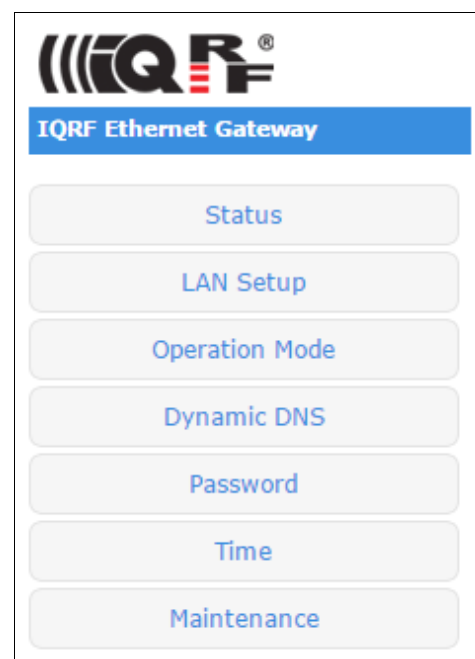 IQRF®
IQRF Ethernet Gateway
Status
LAN Setup
Operation Mode
Dynamic DNS
Password
Time
Maintenance